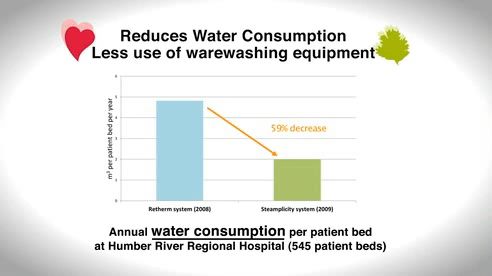 Reduces Water Consumption
Less use of warewashing equipment
6
5
4
3
2
1
0
m³ per patient bed per year
59% decrease
Retherm system (2008)
Steamplicity system (2009)
Annual water consumption per patient bed
at Humber River Regional Hospital (545 patient beds)